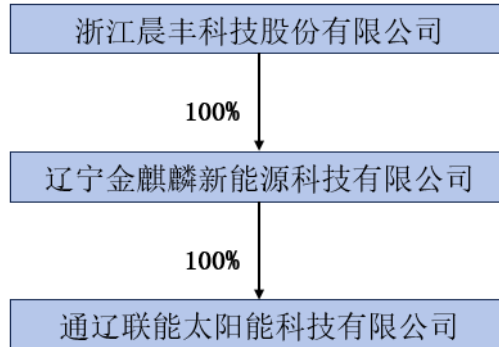 浙江晨丰科技股份有限公司
100%
辽宁金麒麟新能源科技有限公司
100%
通辽联能太阳能科技有限公司